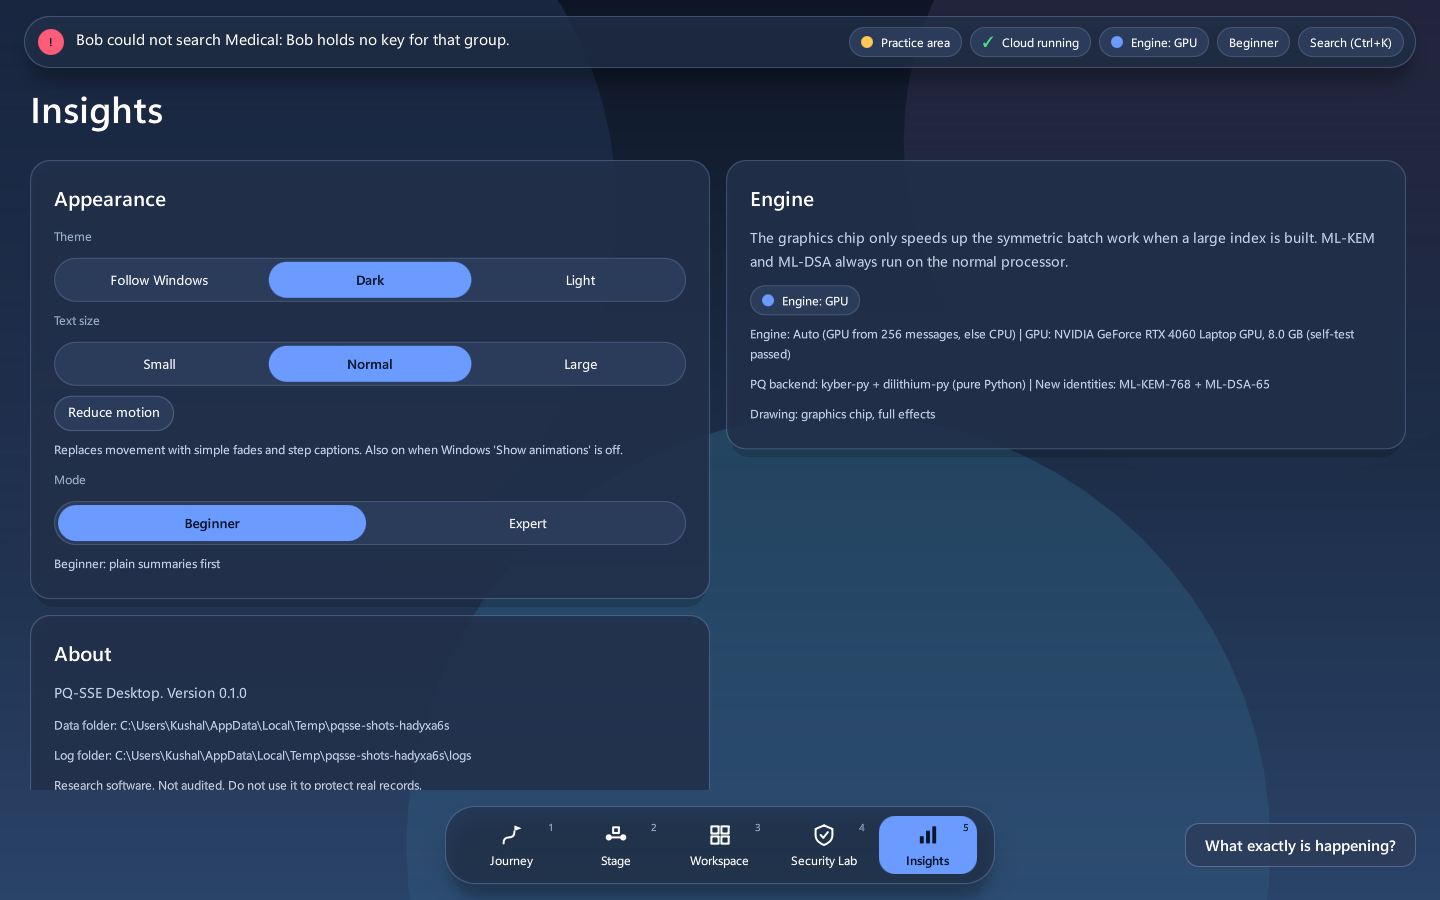 ! Bob could not search Medical: Bob holds no key for that group.
Practice area
Cloud running
Engine: GPU
Beginner
Search (Ctrl+K)
Insights
Appearance
Theme
Follow Windows
Dark
Light
Text size
Small
Normal
Large
Reduce motion
Replaces movement with simple fades and step captions. Also on when Windows 'Show animations' is off.
Mode
Beginner
Expert
Beginner: plain summaries first
Engine
The graphics chip only speeds up the symmetric batch work when a large index is built. ML-KEM
and ML-DSA always run on the normal processor.
Engine: GPU
Engine: Auto (GPU from 256 messages, else CPU) | GPU: NVIDIA GeForce RTX 4060 Laptop GPU, 8.0 GB (self-test
passed)
PQ backend: kyber-py + dilithium-py (pure Python) | New identities: ML-KEM-768 + ML-DSA-65
Drawing: graphics chip, full effects
About
PQ-SSE Desktop. Version 0.1.0
Data folder: C:\Users\Kushal\AppData\Local\Temp\pqsse-shots-hadyxa6s
Log folder: C:\Users\Kushal\AppData\Local\Temp\pqsse-shots-hadyxa6s\logs
Research software. Not audited. Do not use it to protect real records.
Journey 1
Stage 2
Workspace 3
Security Lab 4
Insights 5
What exactly is happening?